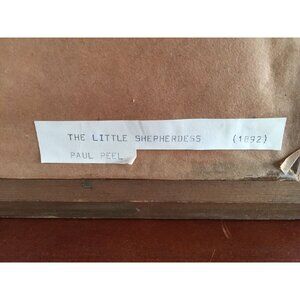 THE LITTLE SHEPHERDESS (1892)
PAUL PEEL